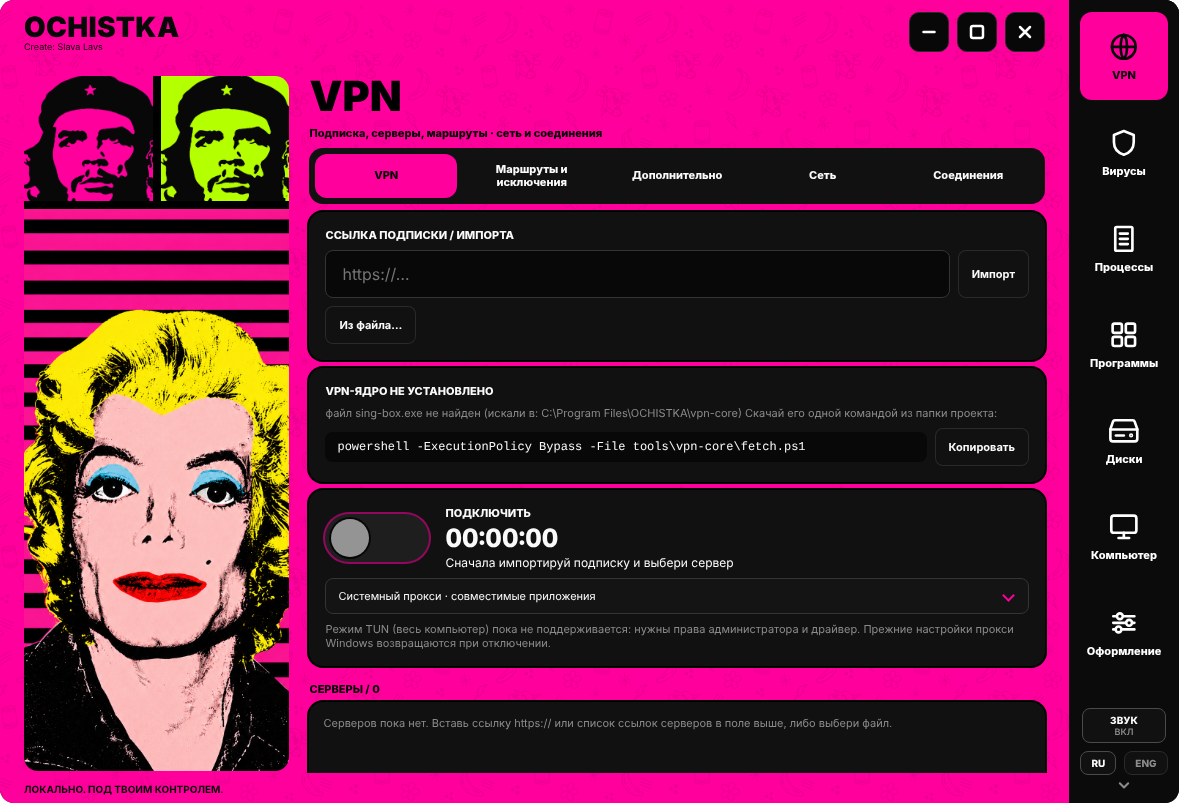 OCHISTKA
Create: Slava Lavs
VPN
Подписка, серверы, маршруты · сеть и соединения
VPN
Маршруты и
исключения
Дополнительно
Сеть
Соединения
ССЫЛКА ПОДПИСКИ / ИМПОРТА
https://...
Импорт
Из файла...
VPN-ЯДРО НЕ УСТАНОВЛЕНО
файл sing-box.exe не найден (искали в: C:\Program Files\OCHISTKA\vpn-core) Скачай его одной командой из папки проекта:
powershell -ExecutionPolicy Bypass -File tools\vpn-core\fetch.ps1
Копировать
ПОДКЛЮЧИТЬ
00:00:00
Сначала импортируй подписку и выбери сервер
Системный прокси · совместимые приложения
Режим TUN (весь компьютер) пока не поддерживается: нужны права администратора и драйвер. Прежние настройки прокси
Windows возвращаются при отключении.
СЕРВЕРЫ / 0
Серверов пока нет. Вставь ссылку https:// или список ссылок серверов в поле выше, либо выбери файл.
ЛОКАЛЬНО. ПОД ТВОИМ КОНТРОЛЕМ.
VPN
Вирусы
Процессы
Программы
Диски
Компьютер
Оформление
ЗВУК
ВКЛ
RU
ENG